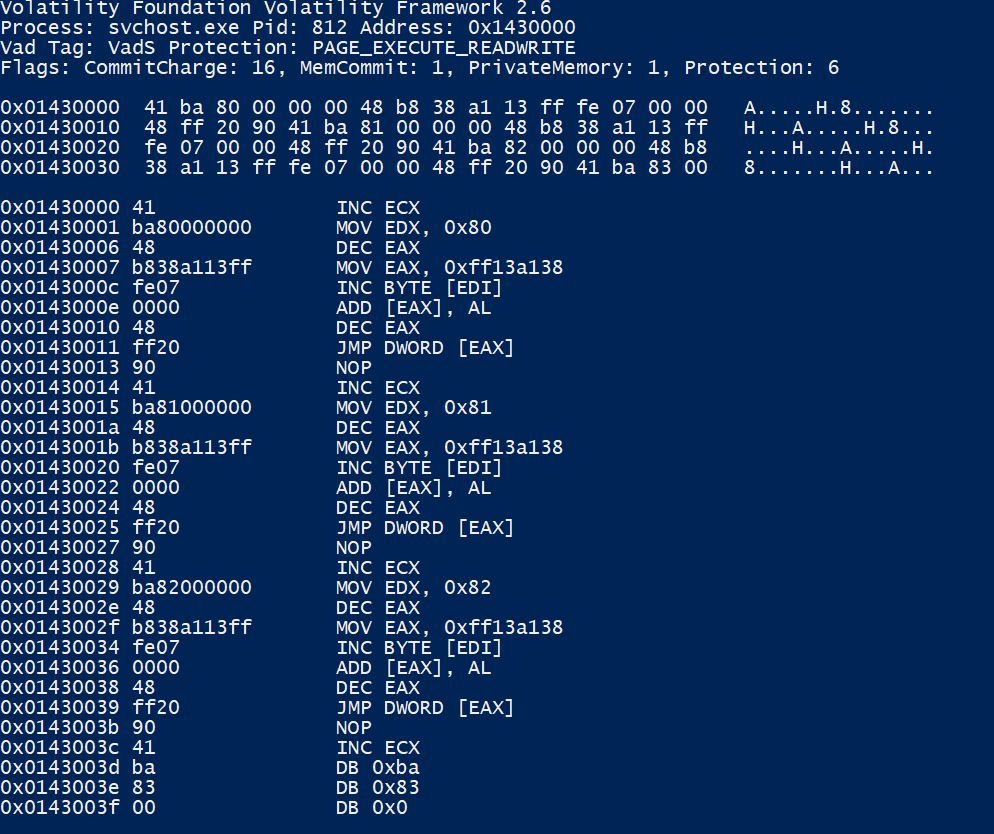 Volatility Foundation Volatility Framework 2.6
Process: svchost.exe Pid: 812 Address: 0x1430000
Vad Tag: VadS Protection: PAGE_EXECUTE_READWRITE
Flags: CommitCharge: 16, MemCommit: 1, PrivateMemory: 1, Protection: 6
0x01430000 41 ba 80 00 00 00 48 b8 38 a1 13 ff fe 07 00 00 A.....H.8.......
0x01430010 48 ff 20 90 41 ba 81 00 00 00 48 b8 38 a1 13 ff H...A.....H.8...
0x01430020 fe 07 00 00 48 ff 20 90 41 ba 82 00 00 00 48 b8 ....H...A.....H.
0x01430030 38 a1 13 ff fe 07 00 00 48 ff 20 90 41 ba 83 00 8.......H...A...
0x01430000 41 INC ECX
0x01430001 ba80000000 MOV EDX, 0x80
0x01430006 48 DEC EAX
0x01430007 b838a113ff MOV EAX, 0xff13a138
0x0143000c fe07 INC BYTE [EDI]
0x0143000e 0000 ADD [EAX], AL
0x01430010 48 DEC EAX
0x01430011 ff20 JMP DWORD [EAX]
0x01430013 90 NOP
0x01430014 41 INC ECX
0x01430015 ba81000000 MOV EDX, 0x81
0x0143001a 48 DEC EAX
0x0143001b b838a113ff MOV EAX, 0xff13a138
0x01430020 fe07 INC BYTE [EDI]
0x01430022 0000 ADD [EAX], AL
0x01430024 48 DEC EAX
0x01430025 ff20 JMP DWORD [EAX]
0x01430027 90 NOP
0x01430028 41 INC ECX
0x01430029 ba82000000 MOV EDX, 0x82
0x0143002e 48 DEC EAX
0x0143002f b838a113ff MOV EAX, 0xff13a138
0x01430034 fe07 INC BYTE [EDI]
0x01430036 0000 ADD [EAX], AL
0x01430038 48 DEC EAX
0x01430039 ff20 JMP DWORD [EAX]
0x0143003b 90 NOP
0x0143003c 41 INC ECX
0x0143003d ba DB 0xba
0x0143003e 83 DB 0x83
0x0143003f 00 DB 0x0